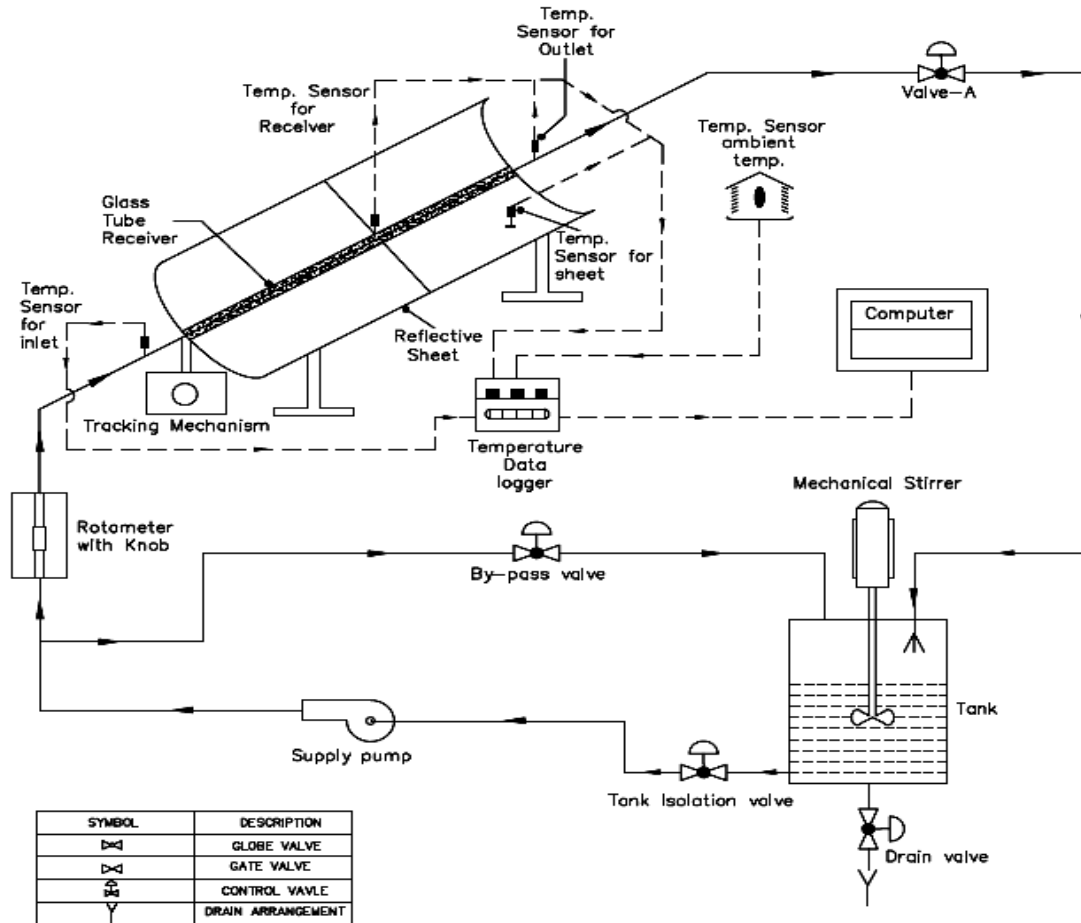 Temp.
Sensor for
Outlet
Temp. Sensor
for
Receiver
Valve-A
Temp. Sensor
ambient
temp.
Glass
Tube
Receiver
Temp.
Sensor for
sheet
Temp.
Sensor
for
inlet
Reflective
Sheet
Computer
Tracking Mechanism
Temperature
Data
logger
Mechanical Stirrer
Rotameter
with Knob
By-pass valve
Tank
Supply pump
Tank Isolation valve
Drain valve
SYMBOL DESCRIPTION
GLOBE VALVE
GATE VALVE
CONTROL VAVLE
DRAIN ARRANGEMENT